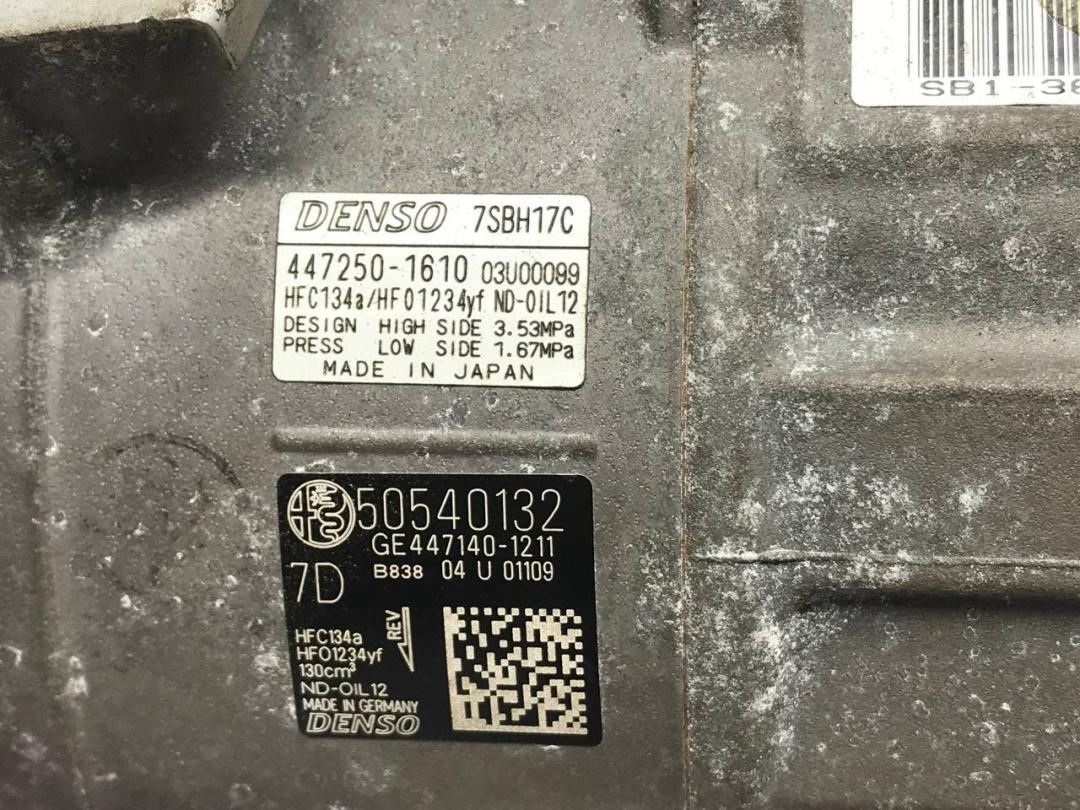 SB1-3
DENSO 7SBH17C
447250-1610 03U00099
HFC134a/HFO1234yf ND-OIL12
DESIGN HIGH SIDE 3.53MPa
PRESS LOW SIDE 1.67MPa
MADE IN JAPAN
50540132
GE447140-1211
7D B838 04 U 01109
REV
HFC134a
HFO1234yf
130cm³
ND-OIL12
MADE IN GERMANY
DENSO